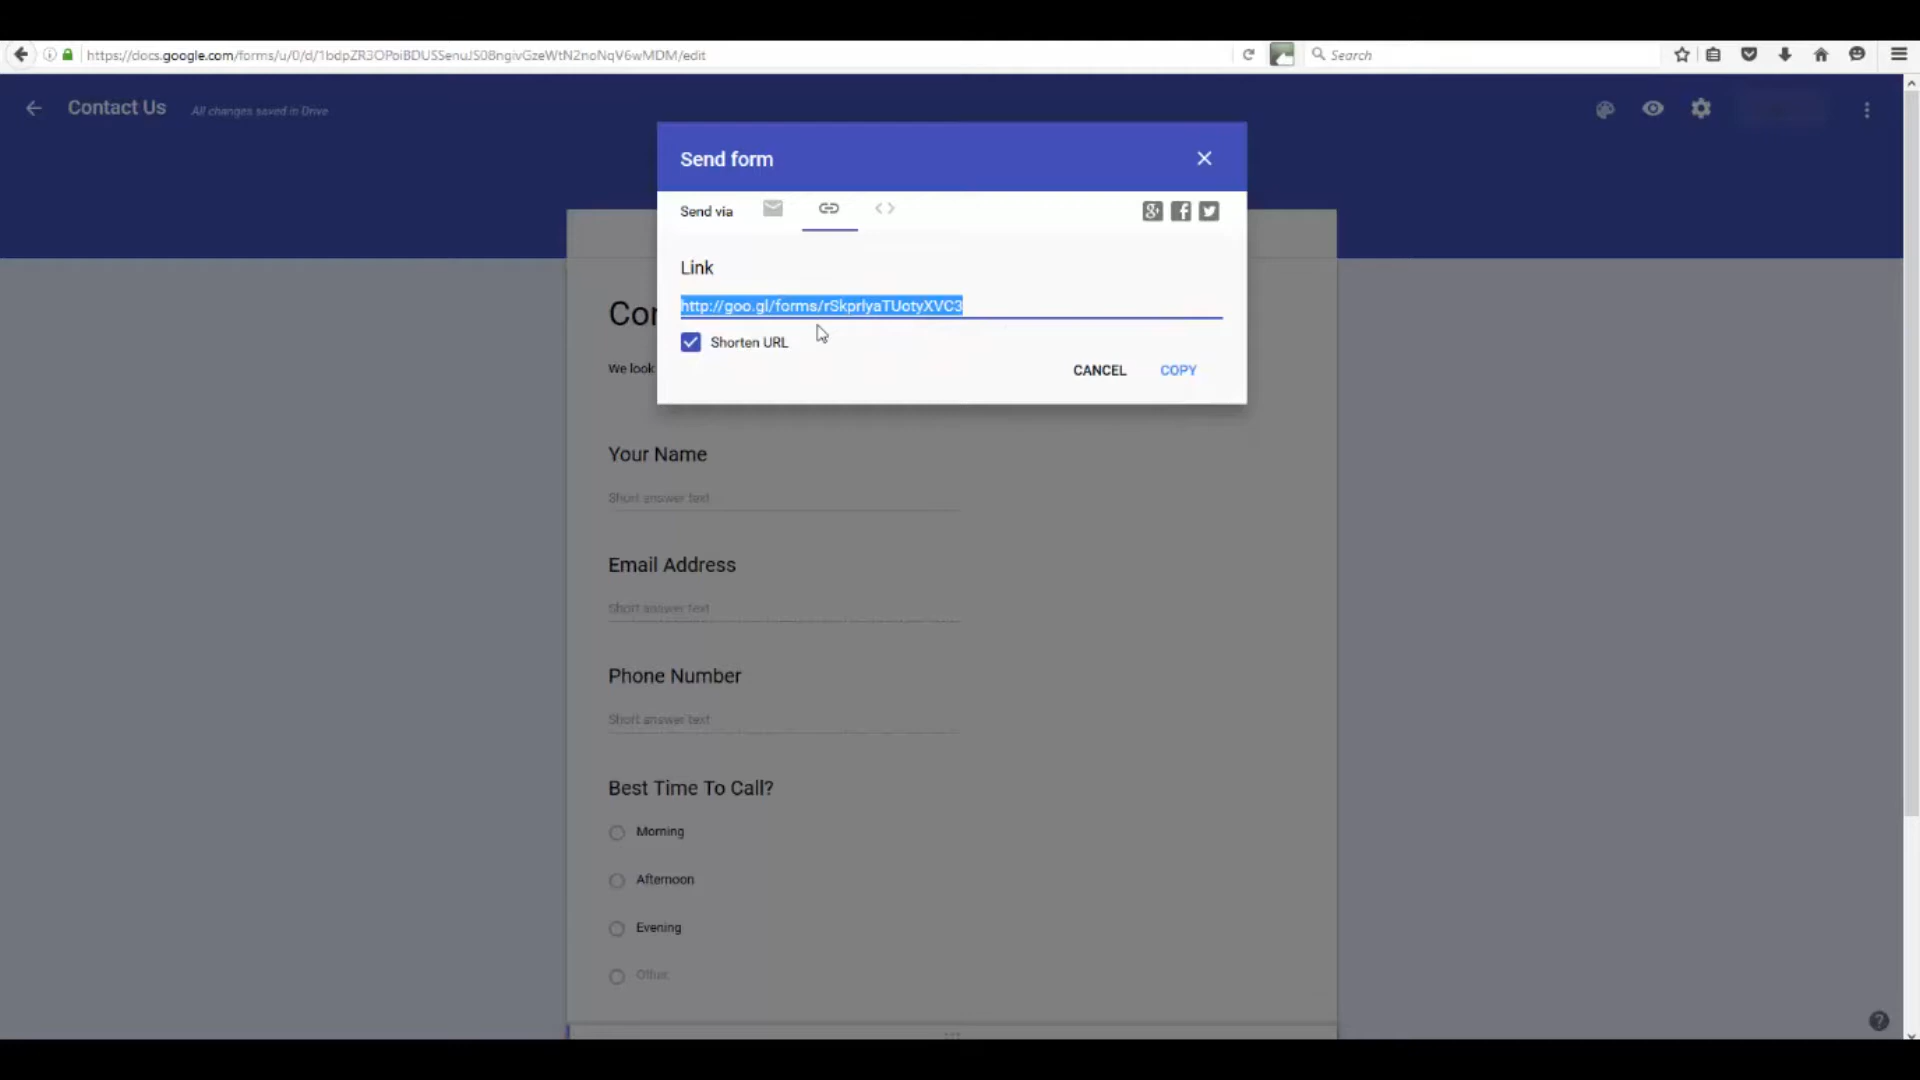 https://docs.google.com/forms/u/0/d/1bdpZR3OPoiBDUSSenuJS08ngivGzeWtN2noNqV6wMDM/edit
Search
Contact Us
All changes saved in Drive
Send form
Send via
Link
http://goo.gl/forms/rSkprlyaTUotyXVC3
Shorten URL
CANCEL
COPY
Co
We look
Your Name
Short answer text
Email Address
Short answer text
Phone Number
Short answer text
Best Time To Call?
Morning
Afternoon
Evening
Other